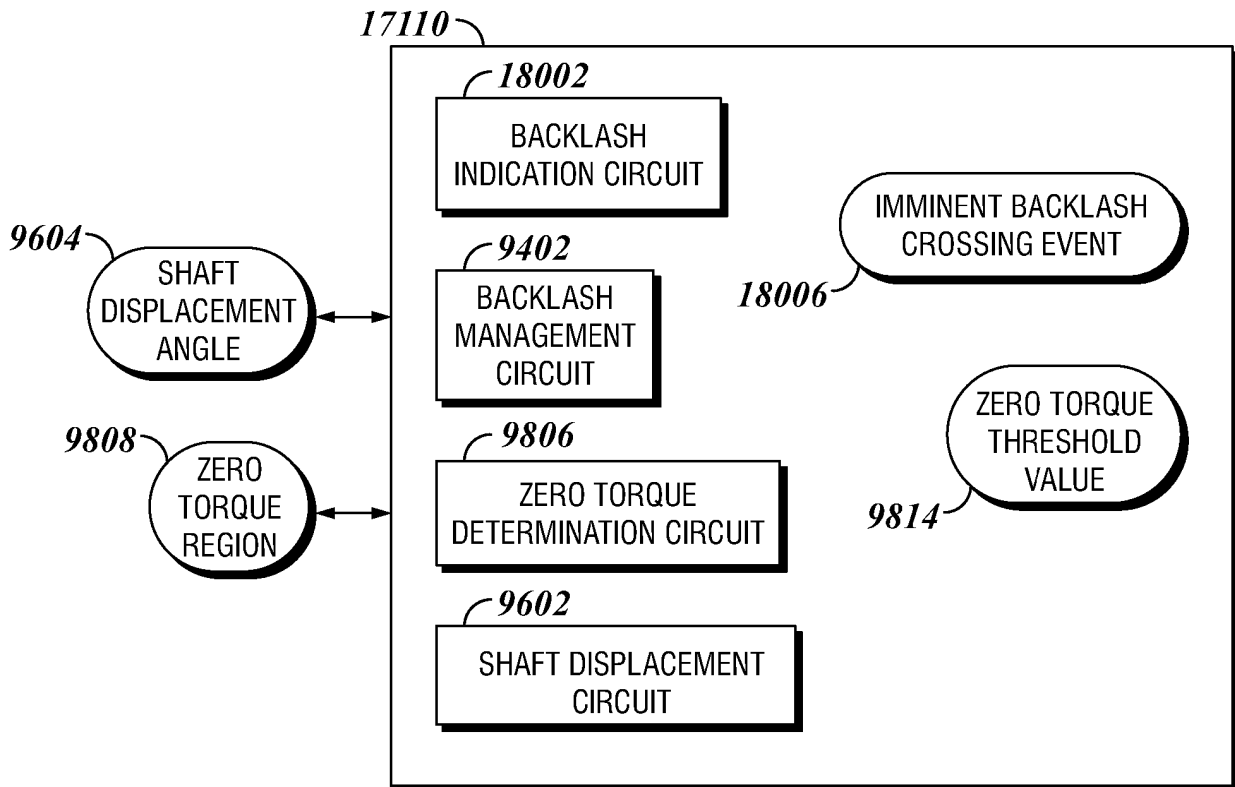 17110
18002
BACKLASH
INDICATION CIRCUIT
IMMINENT BACKLASH
CROSSING EVENT
18006
9604
SHAFT
DISPLACEMENT
ANGLE
9402
BACKLASH
MANAGEMENT
CIRCUIT
ZERO TORQUE
THRESHOLD
VALUE
9814
9808
ZERO
TORQUE
REGION
9806
ZERO TORQUE
DETERMINATION CIRCUIT
9602
SHAFT DISPLACEMENT
CIRCUIT